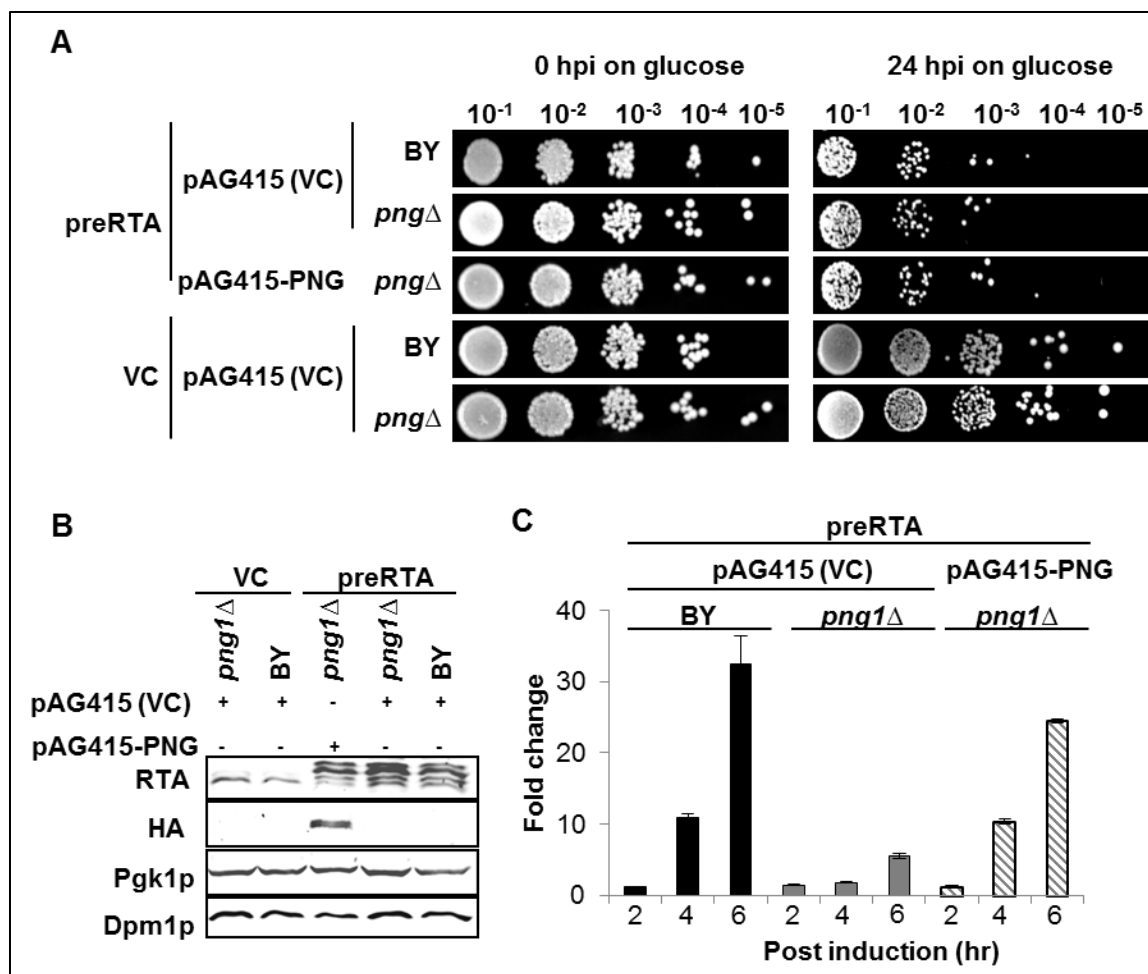 A
0 hpi on glucose 24 hpi on glucose
10-1 10-2 10-3 10-4 10-5 10-1 10-2 10-3 10-4 10-5
preRTA pAG415 (VC) BY
pngΔ
pAG415-PNG pngΔ
VC pAG415 (VC) BY
pngΔ
B
VC preRTA
png1Δ BY png1Δ png1Δ BY
pAG415 (VC) + + - + +
pAG415-PNG - - + - -
RTA
HA
Pgk1p
Dpm1p
C
preRTA
pAG415 (VC) pAG415-PNG
BY png1Δ png1Δ
Fold change
40
30
20
10
0
2 4 6 2 4 6 2 4 6
Post induction (hr)